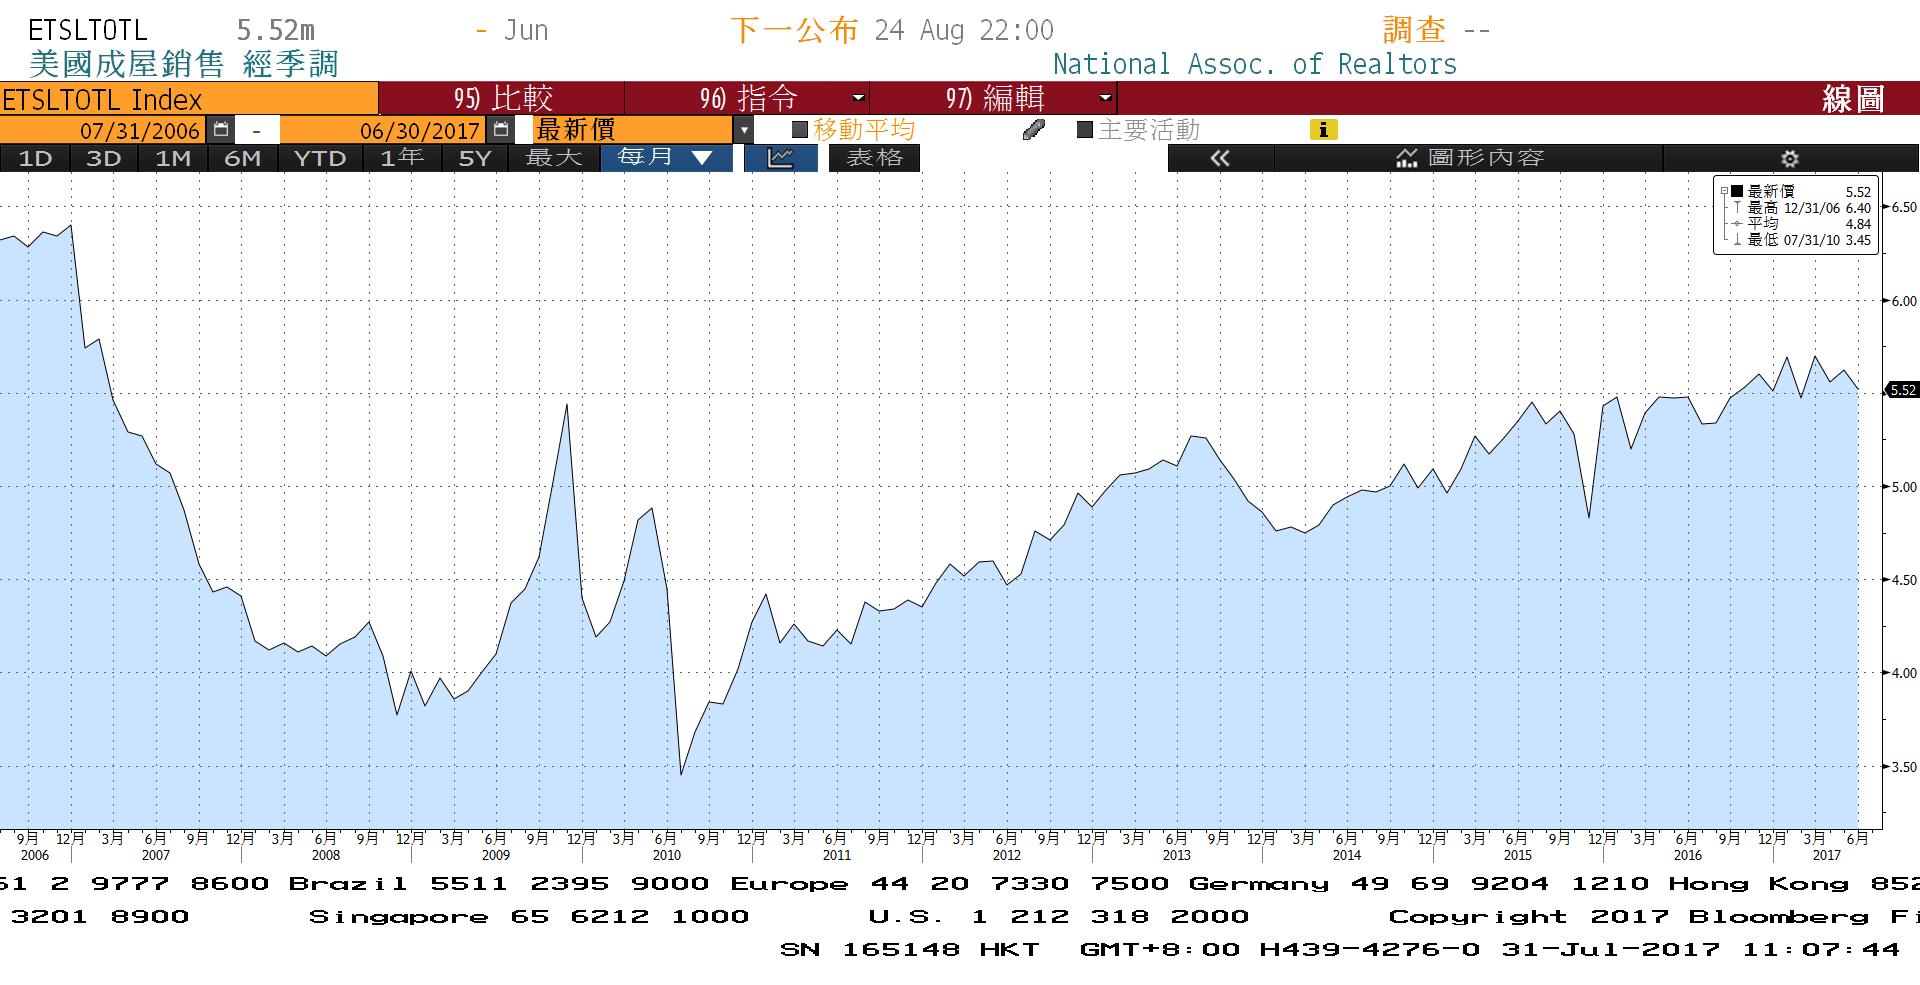 ETSLTOTL 5.52m - Jun 下一公布 24 Aug 22:00 調查 --
美國成屋銷售 經季調 National Assoc. of Realtors
ETSLTOTL Index 95) 比較 96) 指令 97) 編輯 線圖
07/31/2006 - 06/30/2017 最新價 移動平均 主要活動 i
1D 3D 1M 6M YTD 1年 5Y 最大 每月 ▼ 表格 « 圖形內容
最新價 5.52
最高 12/31/06 6.40
平均 4.84
最低 07/31/10 3.45
6.50
6.00
5.52
5.00
4.50
4.00
3.50
9月 12月 3月 6月 9月 12月 3月 6月 9月 12月 3月 6月 9月 12月 3月 6月 9月 12月 3月 6月 9月 12月 3月 6月 9月 12月 3月 6月 9月 12月 3月 6月 9月 12月 3月 6月 9月 12月 3月 6月 9月 12月 3月 6月
2006 2007 2008 2009 2010 2011 2012 2013 2014 2015 2016 2017
61 2 9777 8600 Brazil 5511 2395 9000 Europe 44 20 7330 7500 Germany 49 69 9204 1210 Hong Kong 852
3201 8900 Singapore 65 6212 1000 U.S. 1 212 318 2000 Copyright 2017 Bloomberg Fi
SN 165148 HKT GMT+8:00 H439-4276-0 31-Jul-2017 11:07:44